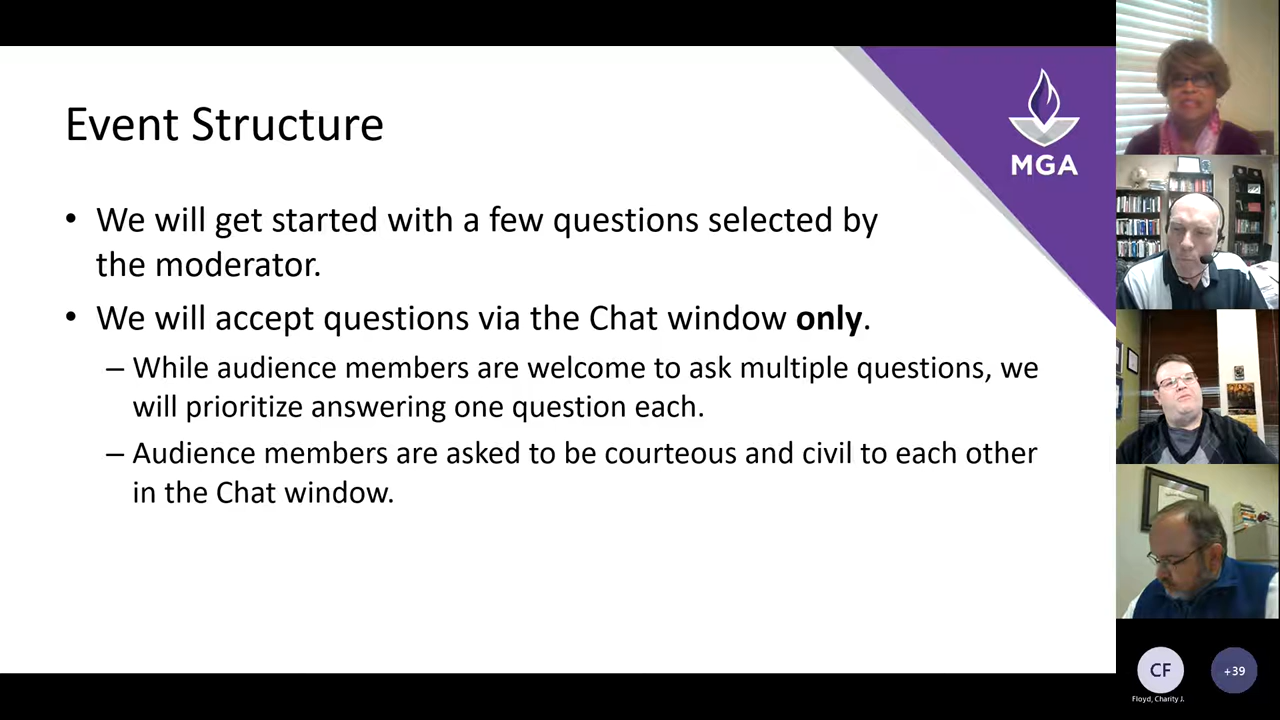 Event Structure
MGA
• We will get started with a few questions selected by
the moderator.
• We will accept questions via the Chat window only.
– While audience members are welcome to ask multiple questions, we
will prioritize answering one question each.
– Audience members are asked to be courteous and civil to each other
in the Chat window.
CF
+39
Floyd, Charity J.